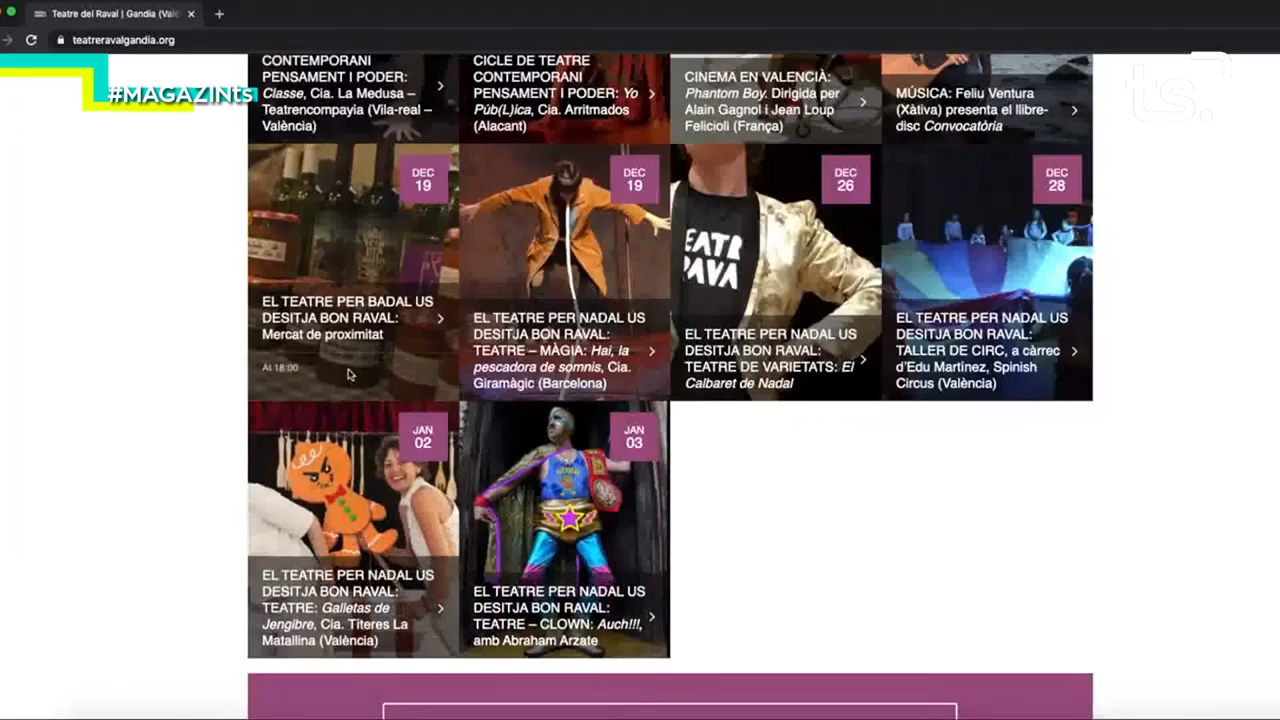 Teatre del Raval | Gandia (Val
teatreravalgandia.org
#MAGAZINts
ts.
CONTEMPORANI
PENSAMENT I PODER:
Classe, Cia. La Medusa –
Teatrencompayia (Vila-real –
València)
CICLE DE TEATRE
CONTEMPORANI
PENSAMENT I PODER: Yo
Púb(L)ica, Cia. Arritmados
(Alacant)
CINEMA EN VALENCIÀ:
Phantom Boy. Dirigida per
Alain Gagnol i Jean Loup
Felicioli (França)
MÚSICA: Feliu Ventura
(Xàtiva) presenta el llibre-
disc Convocatòria
DEC
19
EL TEATRE PER BADAL US
DESITJA BON RAVAL:
Mercat de proximitat
At 18:00
DEC
19
EL TEATRE PER NADAL US
DESITJA BON RAVAL:
TEATRE – MÀGIA: Hai, la
pescadora de somnis, Cia.
Giramàgic (Barcelona)
DEC
26
EATR
RAVA
EL TEATRE PER NADAL US
DESITJA BON RAVAL:
TEATRE DE VARIETATS: El
Calbaret de Nadal
DEC
28
EL TEATRE PER NADAL US
DESITJA BON RAVAL:
TALLER DE CIRC, a càrrec
d'Edu Martínez, Spinish
Circus (València)
JAN
02
EL TEATRE PER NADAL US
DESITJA BON RAVAL:
TEATRE: Galletas de
Jengibre, Cia. Títeres La
Matallina (València)
JAN
03
EL TEATRE PER NADAL US
DESITJA BON RAVAL:
TEATRE – CLOWN: Auch!!!,
amb Abraham Arzate